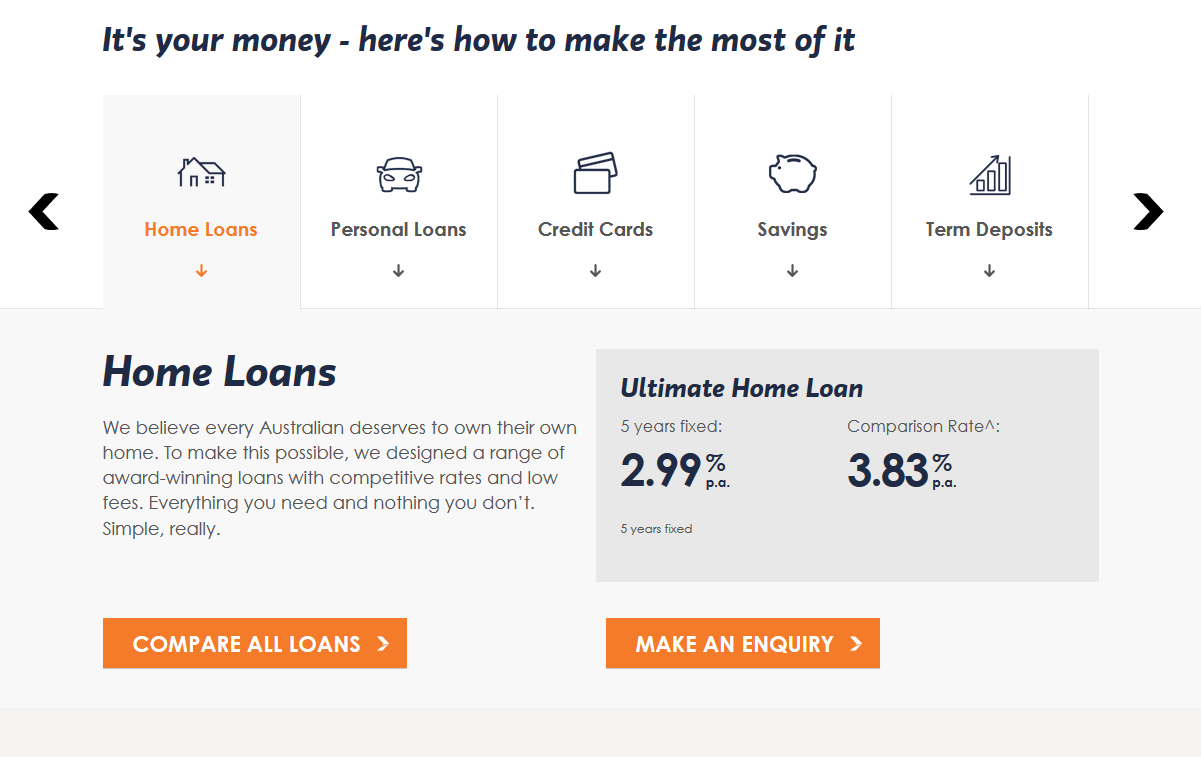 It's your money - here's how to make the most of it
Home Loans
Personal Loans
Credit Cards
Savings
Term Deposits
Home Loans
We believe every Australian deserves to own their own
home. To make this possible, we designed a range of
award-winning loans with competitive rates and low
fees. Everything you need and nothing you don’t.
Simple, really.
Ultimate Home Loan
5 years fixed:
2.99% p.a.
Comparison Rate^:
3.83% p.a.
5 years fixed
COMPARE ALL LOANS
MAKE AN ENQUIRY